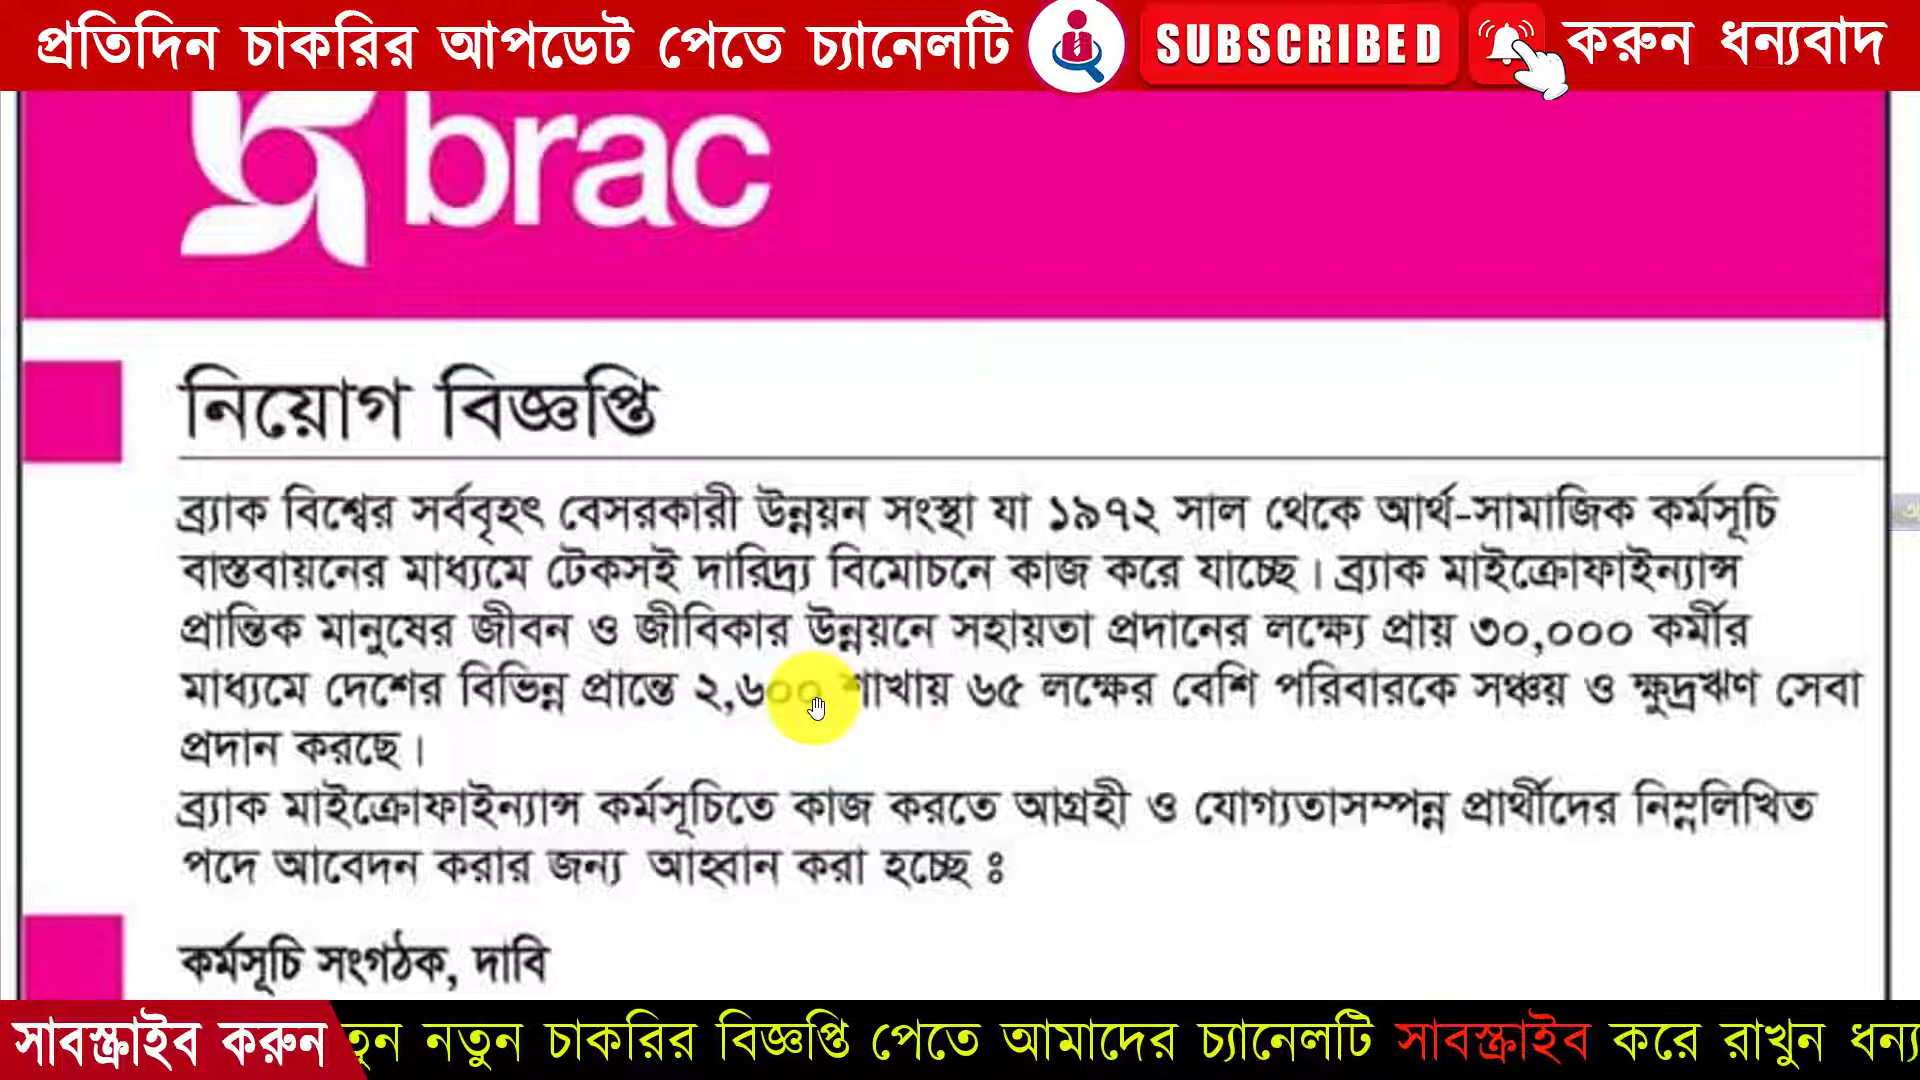 প্রতিদিন চাকরির আপডেট পেতে চ্যানেলটি SUBSCRIBED করুন ধন্যবাদ
brac
নিয়োগ বিজ্ঞপ্তি
ব্র্যাক বিশ্বের সর্ববৃহৎ বেসরকারী উন্নয়ন সংস্থা যা ১৯৭২ সাল থেকে আর্থ-সামাজিক কর্মসূচি
বাস্তবায়নের মাধ্যমে টেকসই দারিদ্র্য বিমোচনে কাজ করে যাচ্ছে। ব্র্যাক মাইক্রোফাইন্যান্স
প্রান্তিক মানুষের জীবন ও জীবিকার উন্নয়নে সহায়তা প্রদানের লক্ষ্যে প্রায় ৩০,০০০ কর্মীর
মাধ্যমে দেশের বিভিন্ন প্রান্তে ২,৬০০ শাখায় ৬৫ লক্ষের বেশি পরিবারকে সঞ্চয় ও ক্ষুদ্রঋণ সেবা
প্রদান করছে।
ব্র্যাক মাইক্রোফাইন্যান্স কর্মসূচিতে কাজ করতে আগ্রহী ও যোগ্যতাসম্পন্ন প্রার্থীদের নিম্নলিখিত
পদে আবেদন করার জন্য আহ্বান করা হচ্ছে ঃ
কর্মসূচি সংগঠক, দাবি
সাবস্ক্রাইব করুন তুন নতুন চাকরির বিজ্ঞপ্তি পেতে আমাদের চ্যানেলটি সাবস্ক্রাইব করে রাখুন ধন্য